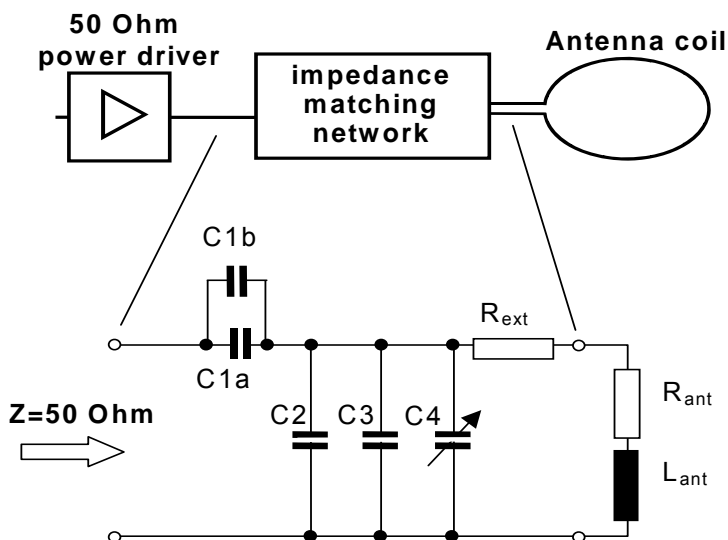 50 Ohm
power driver
impedance
matching
network
Antenna coil
C1b
C1a
Rext
Rant
Z=50 Ohm
C2
C3
C4
Lant